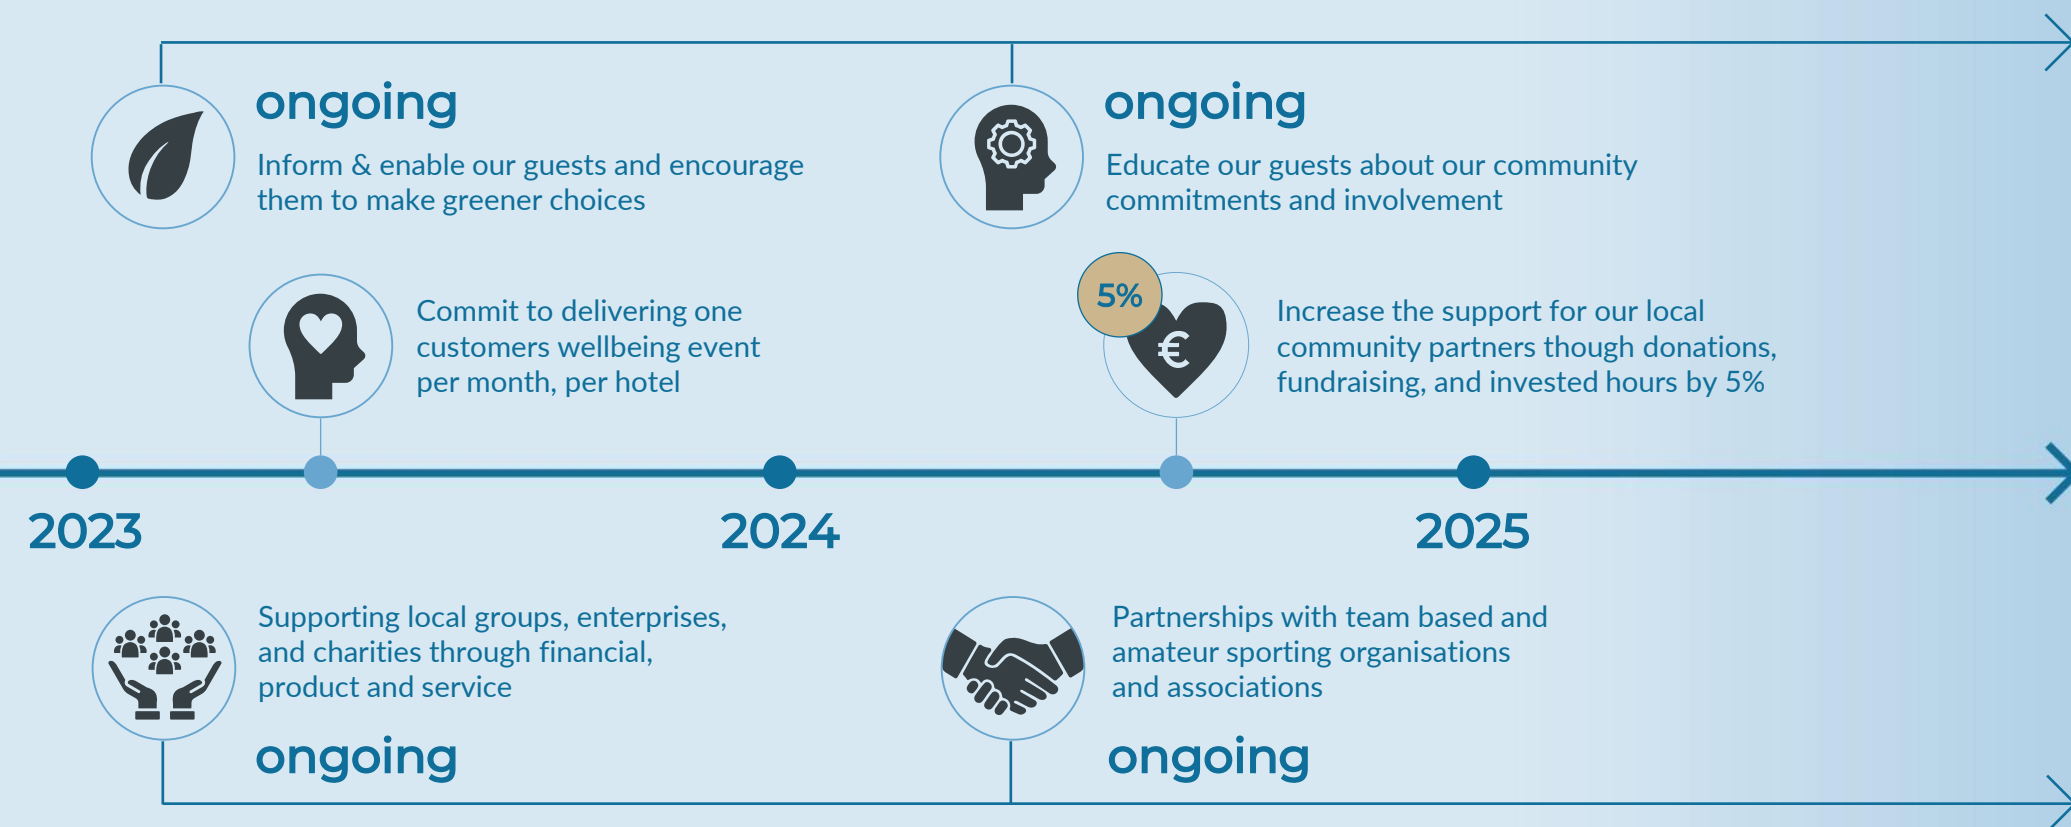 ongoing
Inform & enable our guests and encourage
them to make greener choices
ongoing
Educate our guests about our community
commitments and involvement
Commit to delivering one
customers wellbeing event
per month, per hotel
5%
€
Increase the support for our local
community partners though donations,
fundraising, and invested hours by 5%
2023
2024
2025
Supporting local groups, enterprises,
and charities through financial,
product and service
ongoing
Partnerships with team based and
amateur sporting organisations
and associations
ongoing